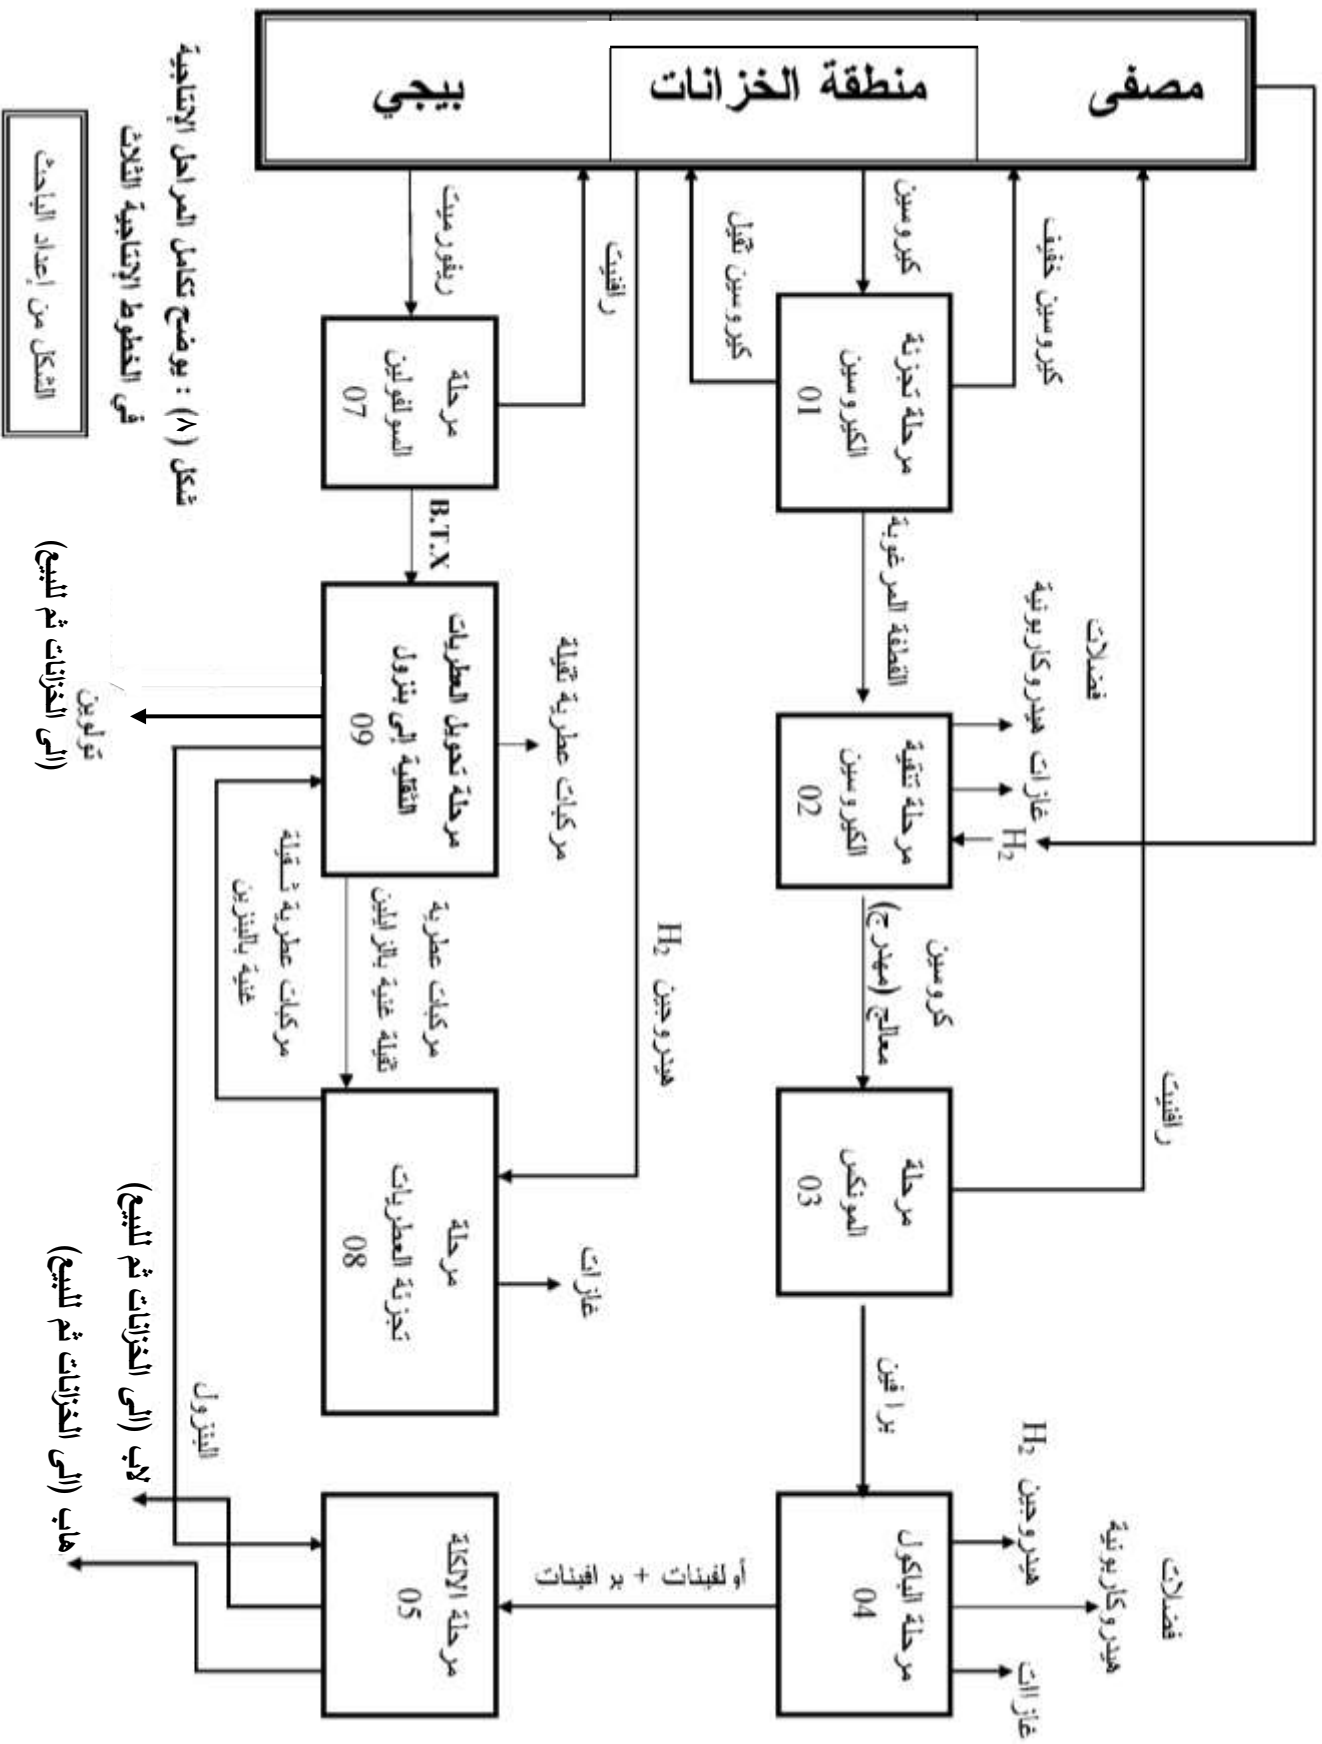 مصفى
منطقة الخزانات
بيجي
كيروسين خفيف
كيروسين
كيروسين ثقيل
مرحلة تجزئة
الكيروسين
01
القطفة المرغوبة
فضلات
هيدروكاربونية
غازات
H₂
مرحلة تنقية
الكيروسين
02
كروسين
معالج (مهدرج)
رافنيت
مرحلة
المونكس
03
برافين
H₂ هيدروجين
فضلات
هيدروكاربونية
غازاات
مرحلة الباكول
04
أولفينات + برافينات
رافنيت
ريفورميت
مرحلة
السولفولين
07
B.T.X
مركبات عطرية ثقيلة
مرحلة تحويل العطريات
الثقلية إلى بنزول
09
H₂ هيدروجين
مركبات عطرية
ثقيلة غنية بالزايلين
مركبات عطرية ثقيلة
غنية بالبنزين
غازات
مرحلة
تجزئة العطريات
08
مرحلة الالكلة
05
البنزول
تولوين
(الى الخزانات ثم للبيع)
لاب (الى الخزانات ثم للبيع)
هاب (الى الخزانات ثم للبيع)
شكل (٨) : يوضح تكامل المراحل الإنتاجية
في الخطوط الإنتاجية الثلاث
الشكل من إعداد الباحث